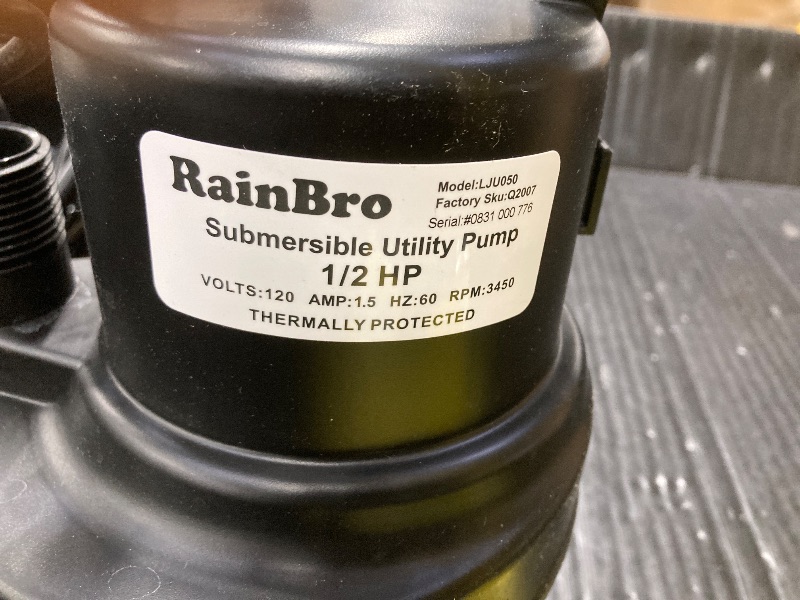 RainBro
Model:LJU050
Factory Sku:Q2007
Serial:#0831 000 776
Submersible Utility Pump
1/2 HP
VOLTS:120 AMP:1.5 HZ:60 RPM:3450
THERMALLY PROTECTED